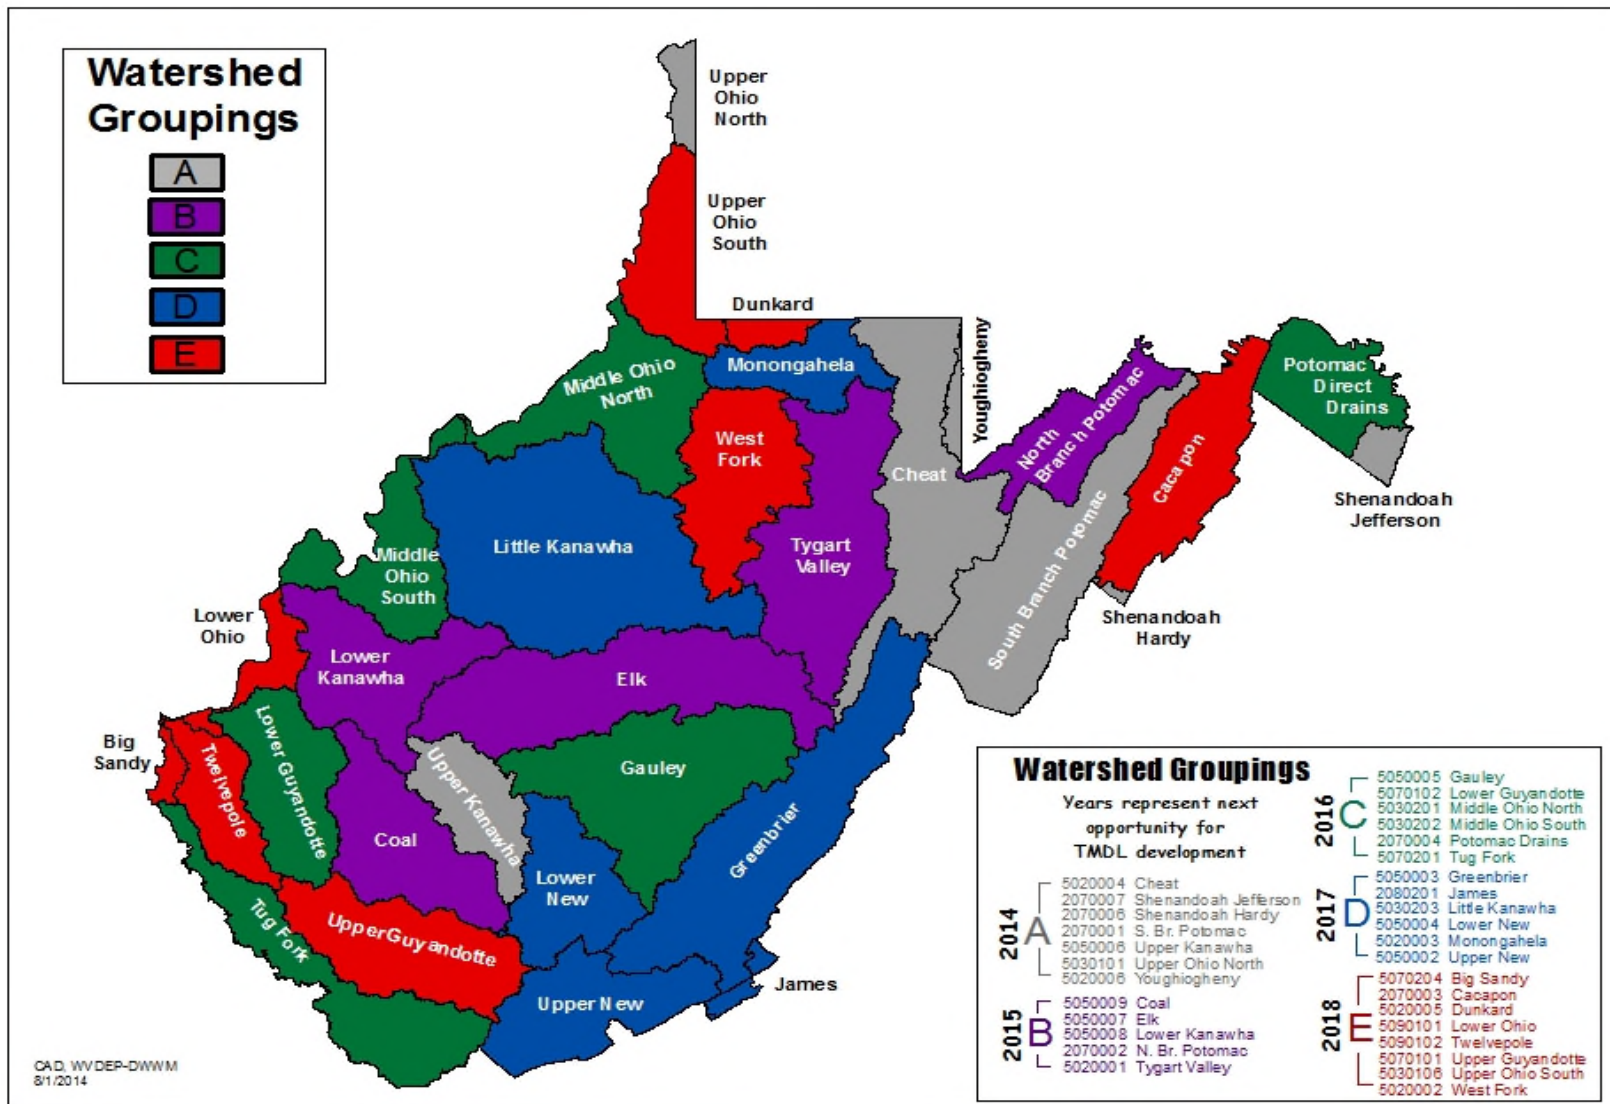 Watershed
Groupings
A
B
C
D
E
Upper
Ohio
North
Upper
Ohio
South
Dunkard
Youghiogheny
Monongahela
Middle Ohio
North
West
Fork
Cheat
North
Branch Potomac
Potomac
Direct
Drains
Cacapon
Shenandoah
Jefferson
Little Kanawha
Tygart
Valley
Middle
Ohio
South
South Branch Potomac
Shenandoah
Hardy
Lower
Ohio
Lower
Kanawha
Elk
Big
Sandy
Twelvepole
Lower Guyandotte
Coal
Upper Kanawha
Gauley
Greenbrier
Lower
New
Tug Fork
Upper Guyandotte
Upper New
James
CAD, WVDEP-DWWM
8/1/2014
Watershed Groupings
Years represent next
opportunity for
TMDL development
2014
A
5020004 Cheat
2070007 Shenandoah Jefferson
2070006 Shenandoah Hardy
2070001 S. Br. Potomac
5050006 Upper Kanawha
5030101 Upper Ohio North
5020006 Youghiogheny
2015
B
5050009 Coal
5050007 Elk
5050008 Lower Kanawha
2070002 N. Br. Potomac
5020001 Tygart Valley
2016
C
5050005 Gauley
5070102 Lower Guyandotte
5030201 Middle Ohio North
5030202 Middle Ohio South
2070004 Potomac Drains
5070201 Tug Fork
2017
D
5050003 Greenbrier
2080201 James
5030203 Little Kanawha
5050004 Lower New
5020003 Monongahela
5050002 Upper New
2018
E
5070204 Big Sandy
2070003 Cacapon
5020005 Dunkard
5090101 Lower Ohio
5090102 Twelvepole
5070101 Upper Guyandotte
5030106 Upper Ohio South
5020002 West Fork